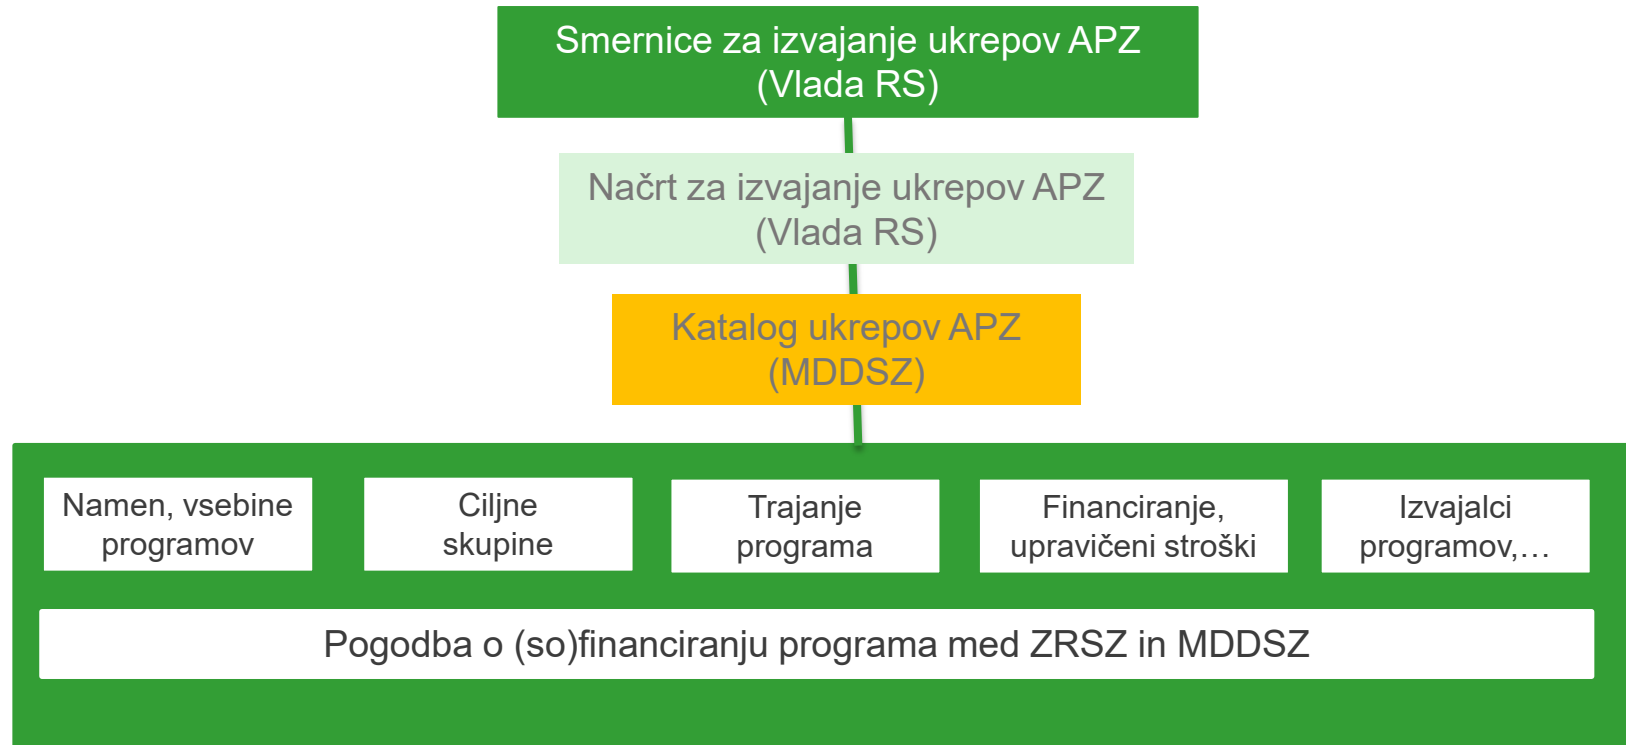 Smernice za izvajanje ukrepov APZ
(Vlada RS)
Načrt za izvajanje ukrepov APZ
(Vlada RS)
Katalog ukrepov APZ
(MDDSZ)
Namen, vsebine
programov
Ciljne
skupine
Trajanje
programa
Financiranje,
upravičeni stroški
Izvajalci
programov,…
Pogodba o (so)financiranju programa med ZRSZ in MDDSZ